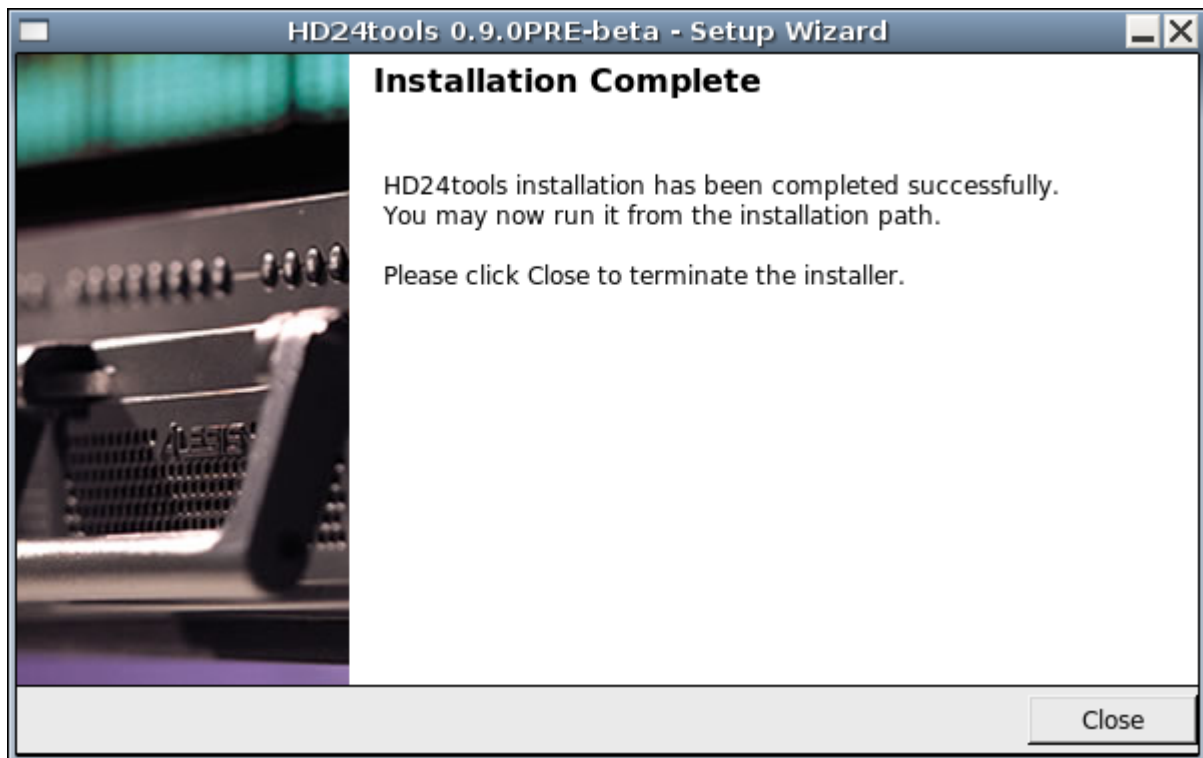 HD24tools 0.9.0PRE-beta - Setup Wizard
Installation Complete
HD24tools installation has been completed successfully.
You may now run it from the installation path.
Please click Close to terminate the installer.
ALESIS
Close